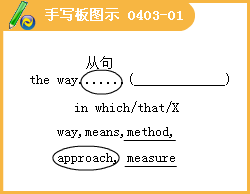 手写板图示 0403-01
从句
the way,......, (____________)
in which/that/X
way,means,method,
approach, measure